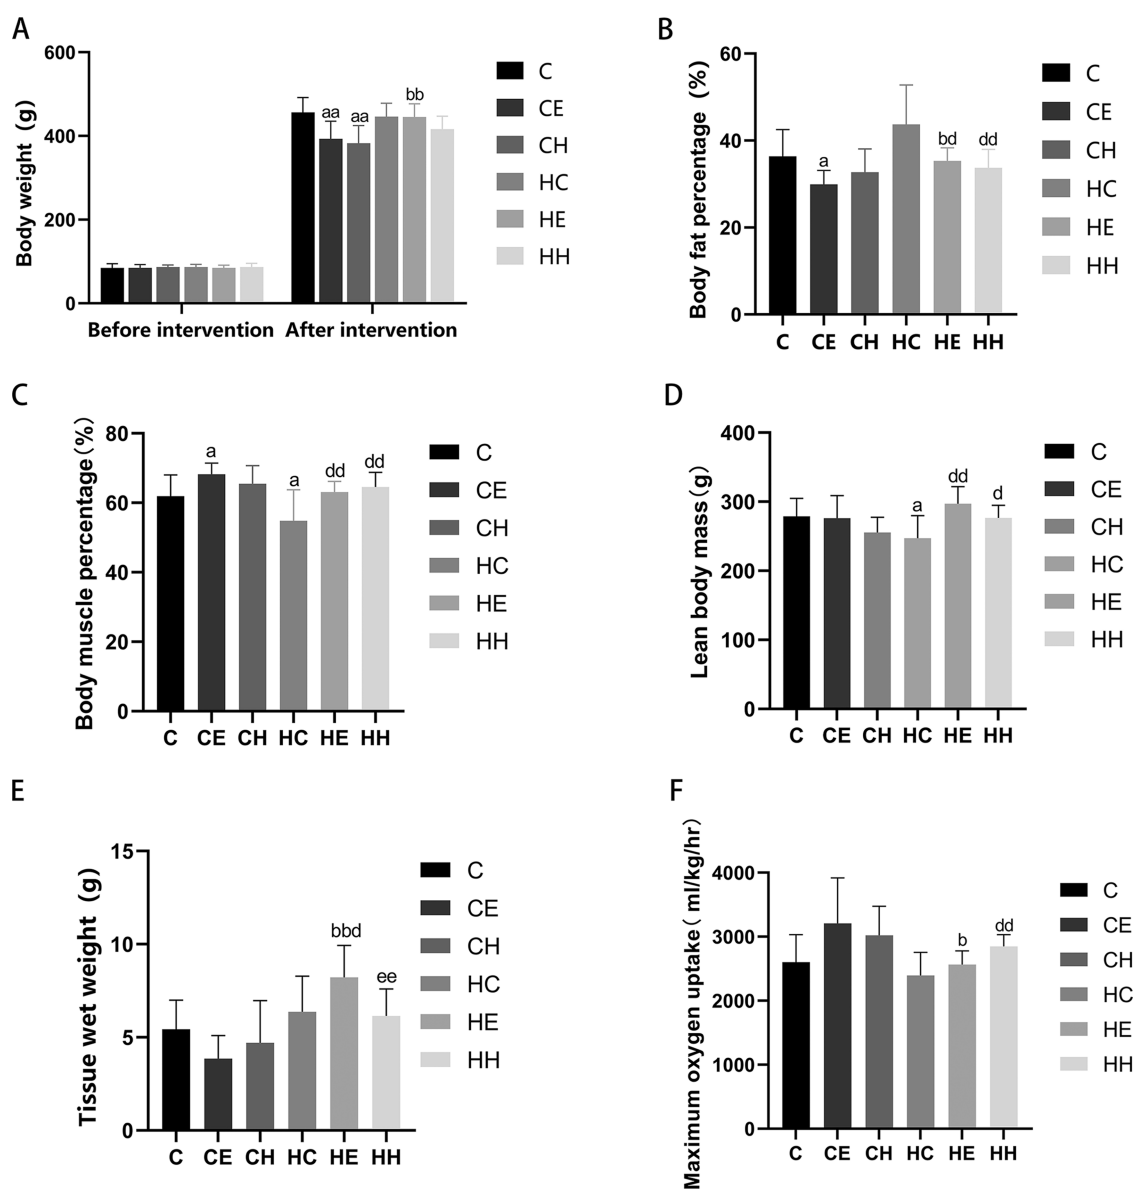 A
Body weight (g)
600
400
200
0
aa
aa
bb
Before intervention
After intervention
C
CE
CH
HC
HE
HH
B
Body fat percentage (%)
60
40
20
0
a
bd
dd
C CE CH HC HE HH
C
CE
CH
HC
HE
HH
C
Body muscle percentage(%)
80
60
40
20
0
a
a
dd
dd
C CE CH HC HE HH
C
CE
CH
HC
HE
HH
D
Lean body mass(g)
400
300
200
100
0
a
dd
d
C CE CH HC HE HH
C
CE
CH
HC
HE
HH
E
Tissue wet weight (g)
15
10
5
0
bbd
ee
C CE CH HC HE HH
C
CE
CH
HC
HE
HH
F
Maximum oxygen uptake( ml/kg/hr)
4000
3000
2000
1000
0
b
dd
C CE CH HC HE HH
C
CE
CH
HC
HE
HH